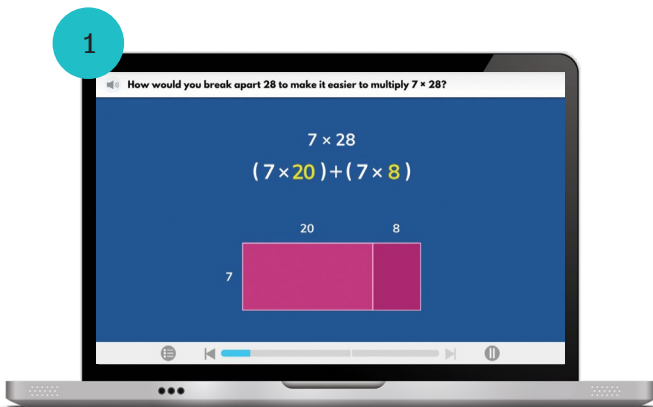 1
How would you break apart 28 to make it easier to multiply 7 × 28?
7 × 28
(7×20)+(7×8)
20 8
7